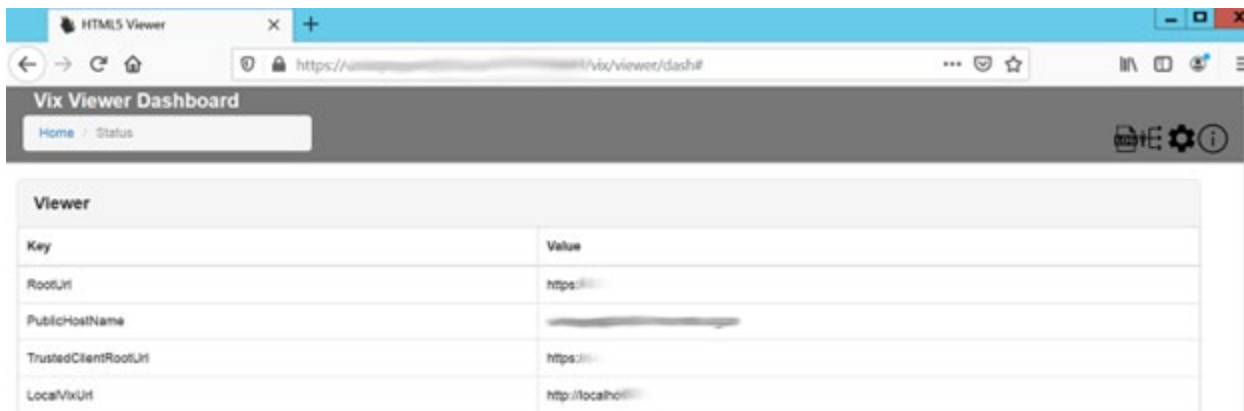 HTML5 Viewer
https://
/vix/viewer/dash#
Vix Viewer Dashboard
Home / Status
LOG
Viewer
Key Value
RootUrl https:
PublicHostName
TrustedClientRootUrl https:
LocalVixUrl http://localho